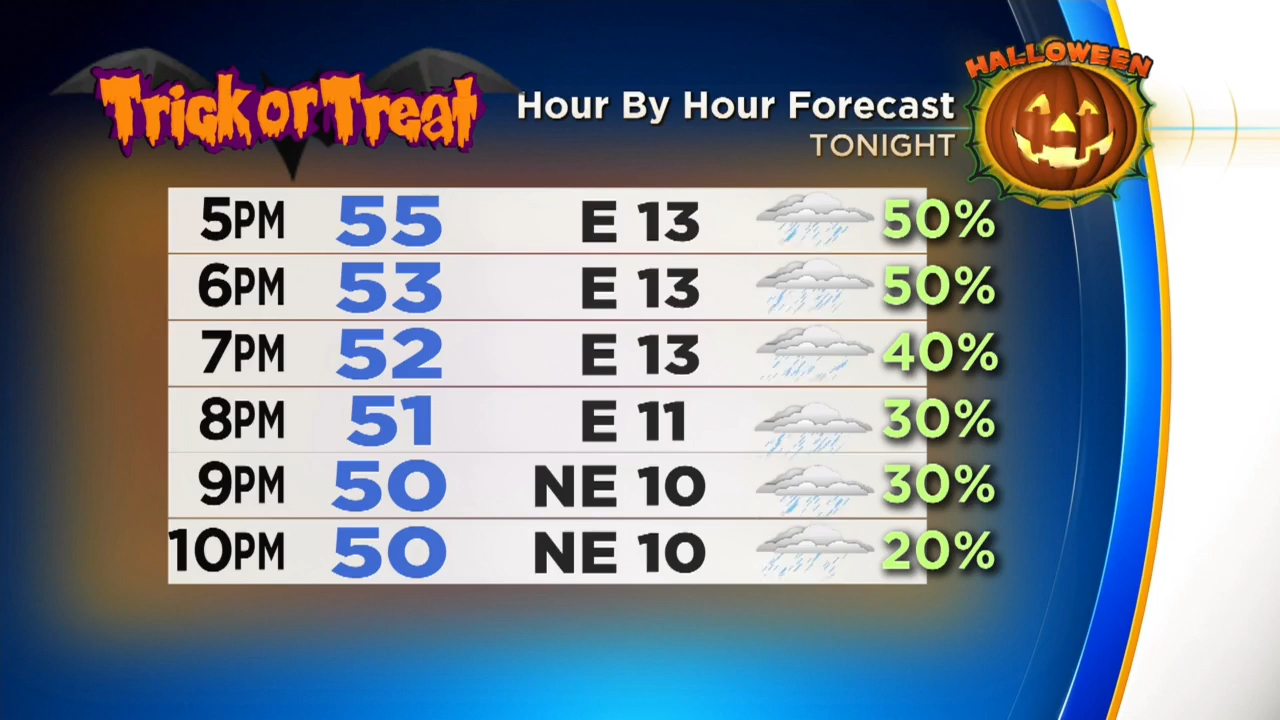 Trick or Treat
Hour By Hour Forecast
TONIGHT
HALLOWEEN
5PM 55 E 13 50%
6PM 53 E 13 50%
7PM 52 E 13 40%
8PM 51 E 11 30%
9PM 50 NE 10 30%
10PM 50 NE 10 20%